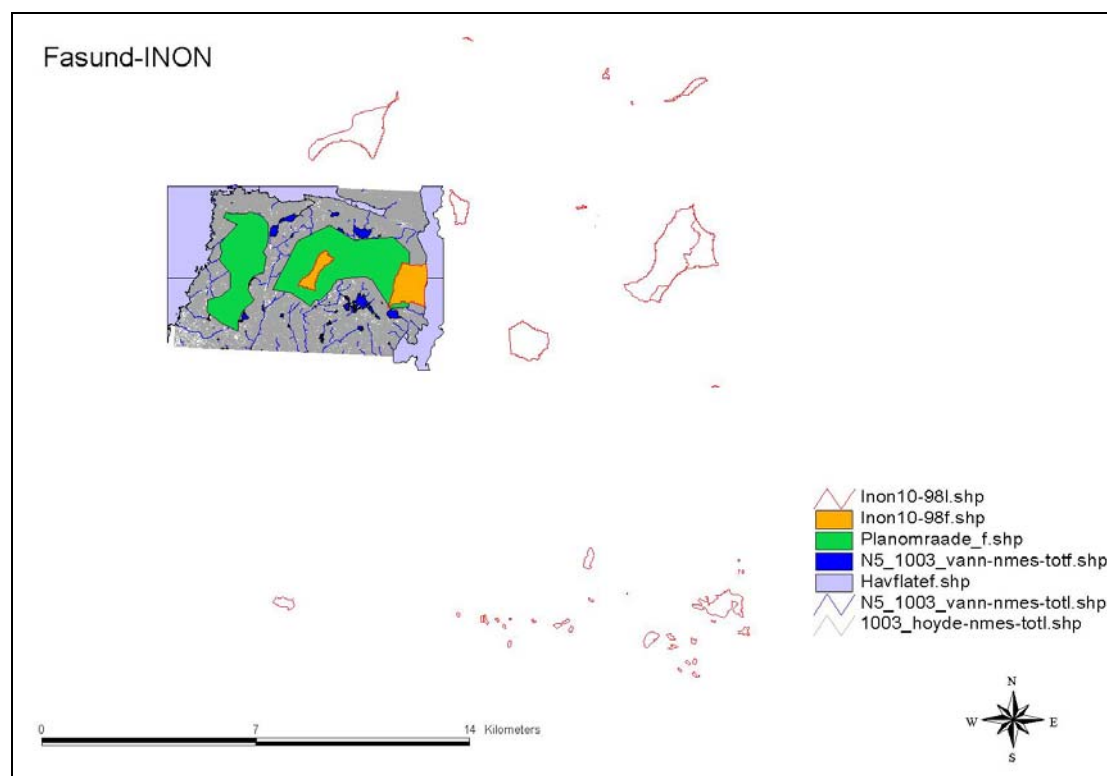 Fasund-INON
Inon10-98l.shp
Inon10-98f.shp
Planomraade_f.shp
N5_1003_vann-nmes-totf.shp
Havflatef.shp
N5_1003_vann-nmes-totl.shp
1003_hoyde-nmes-totl.shp
0 7 14 Kilometers
N
W E
S